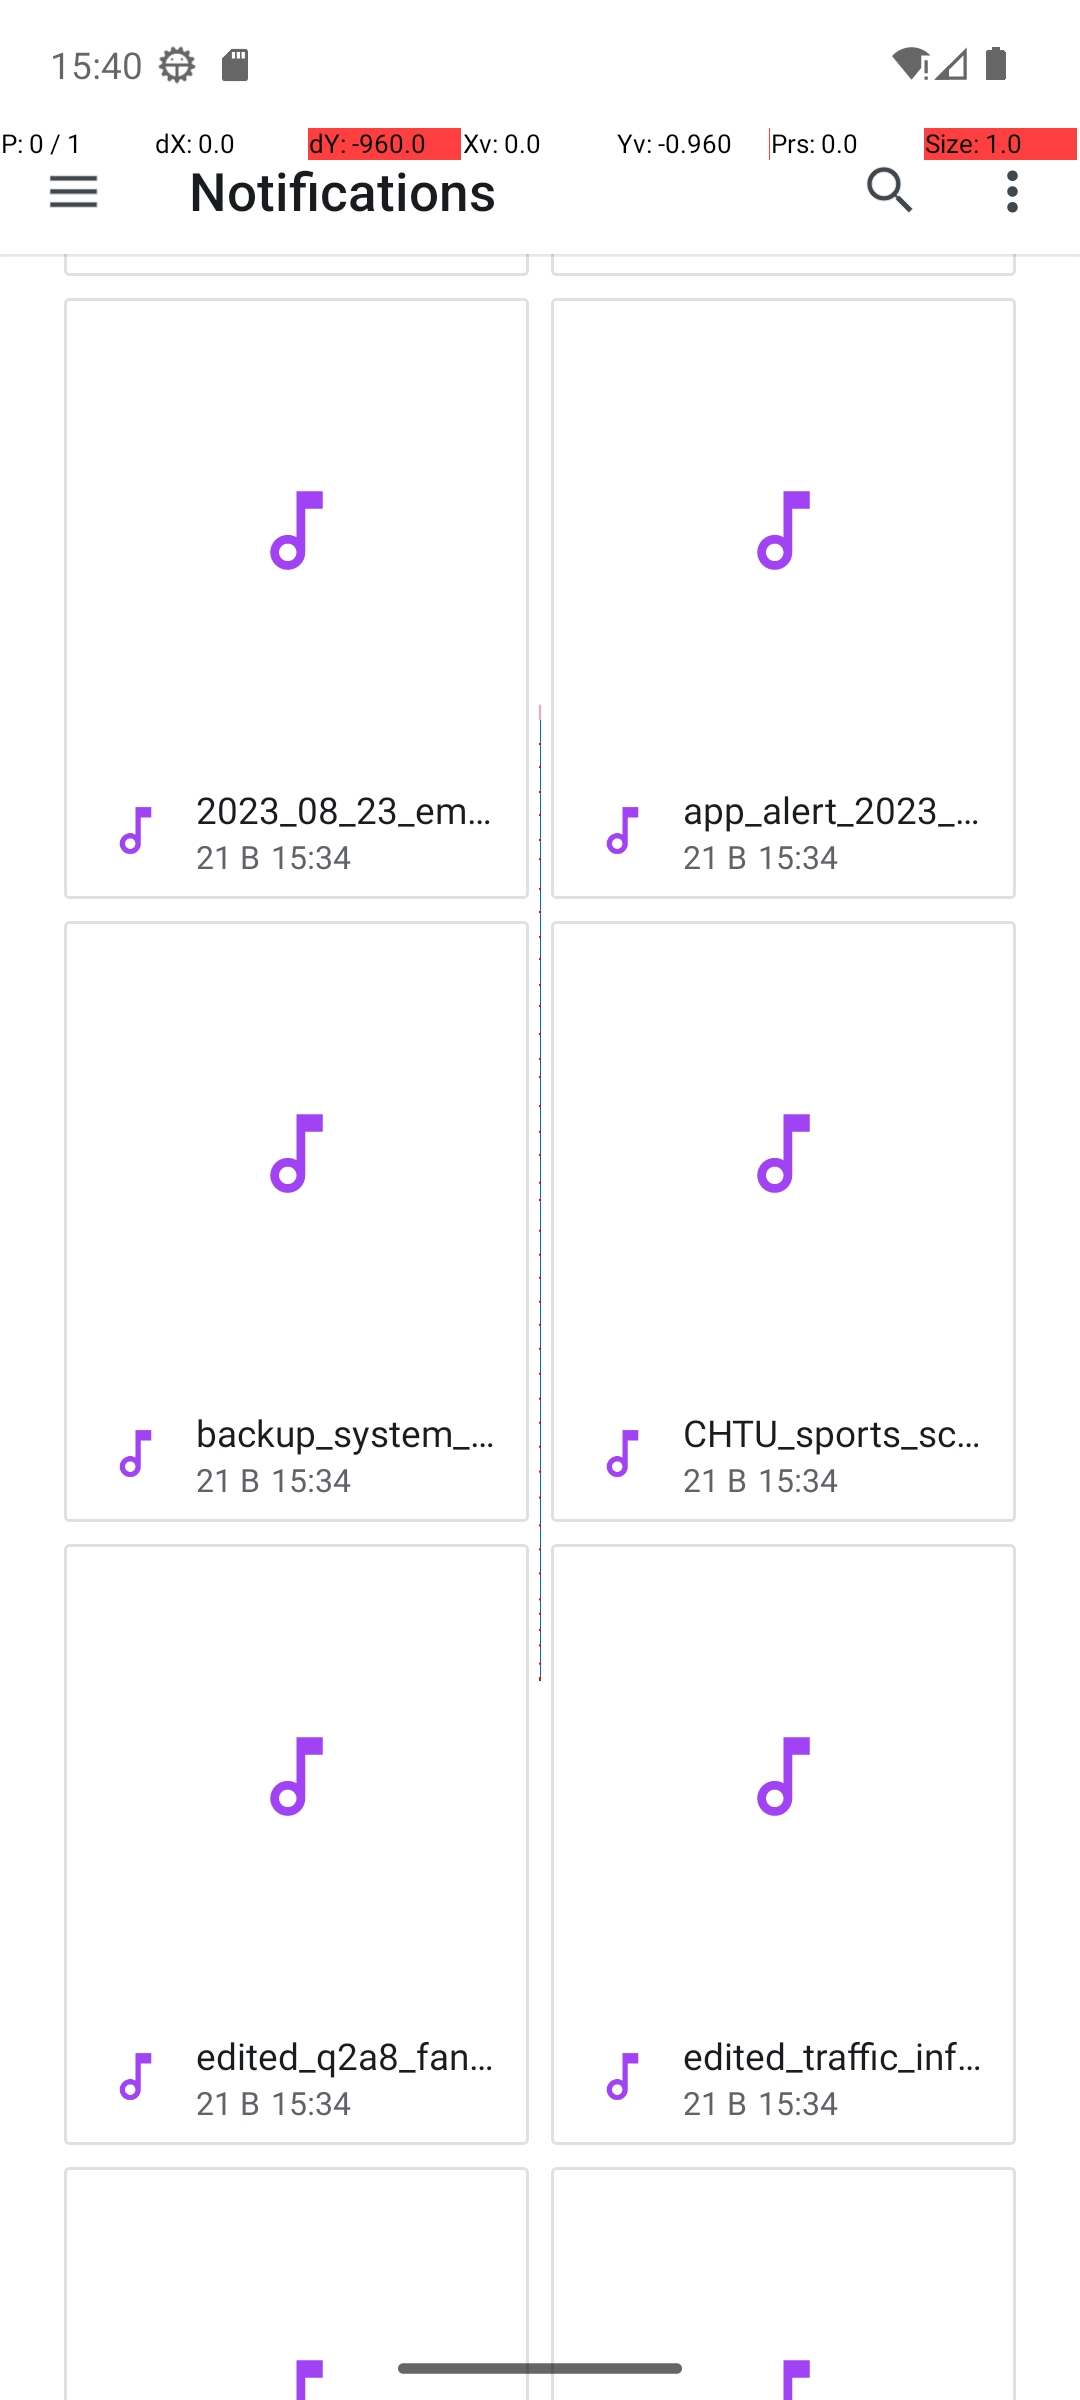 15:40
P: 0 / 1 dX: 0.0 dY: -960.0 Xv: 0.0 Yv: -0.960 Prs: 0.0 Size: 1.0
Notifications
2023_08_23_em... app_alert_2023_...
21 B 15:34 21 B 15:34
backup_system_... CHTU_sports_sc...
21 B 15:34 21 B 15:34
edited_q2a8_fan... edited_traffic_inf...
21 B 15:34 21 B 15:34